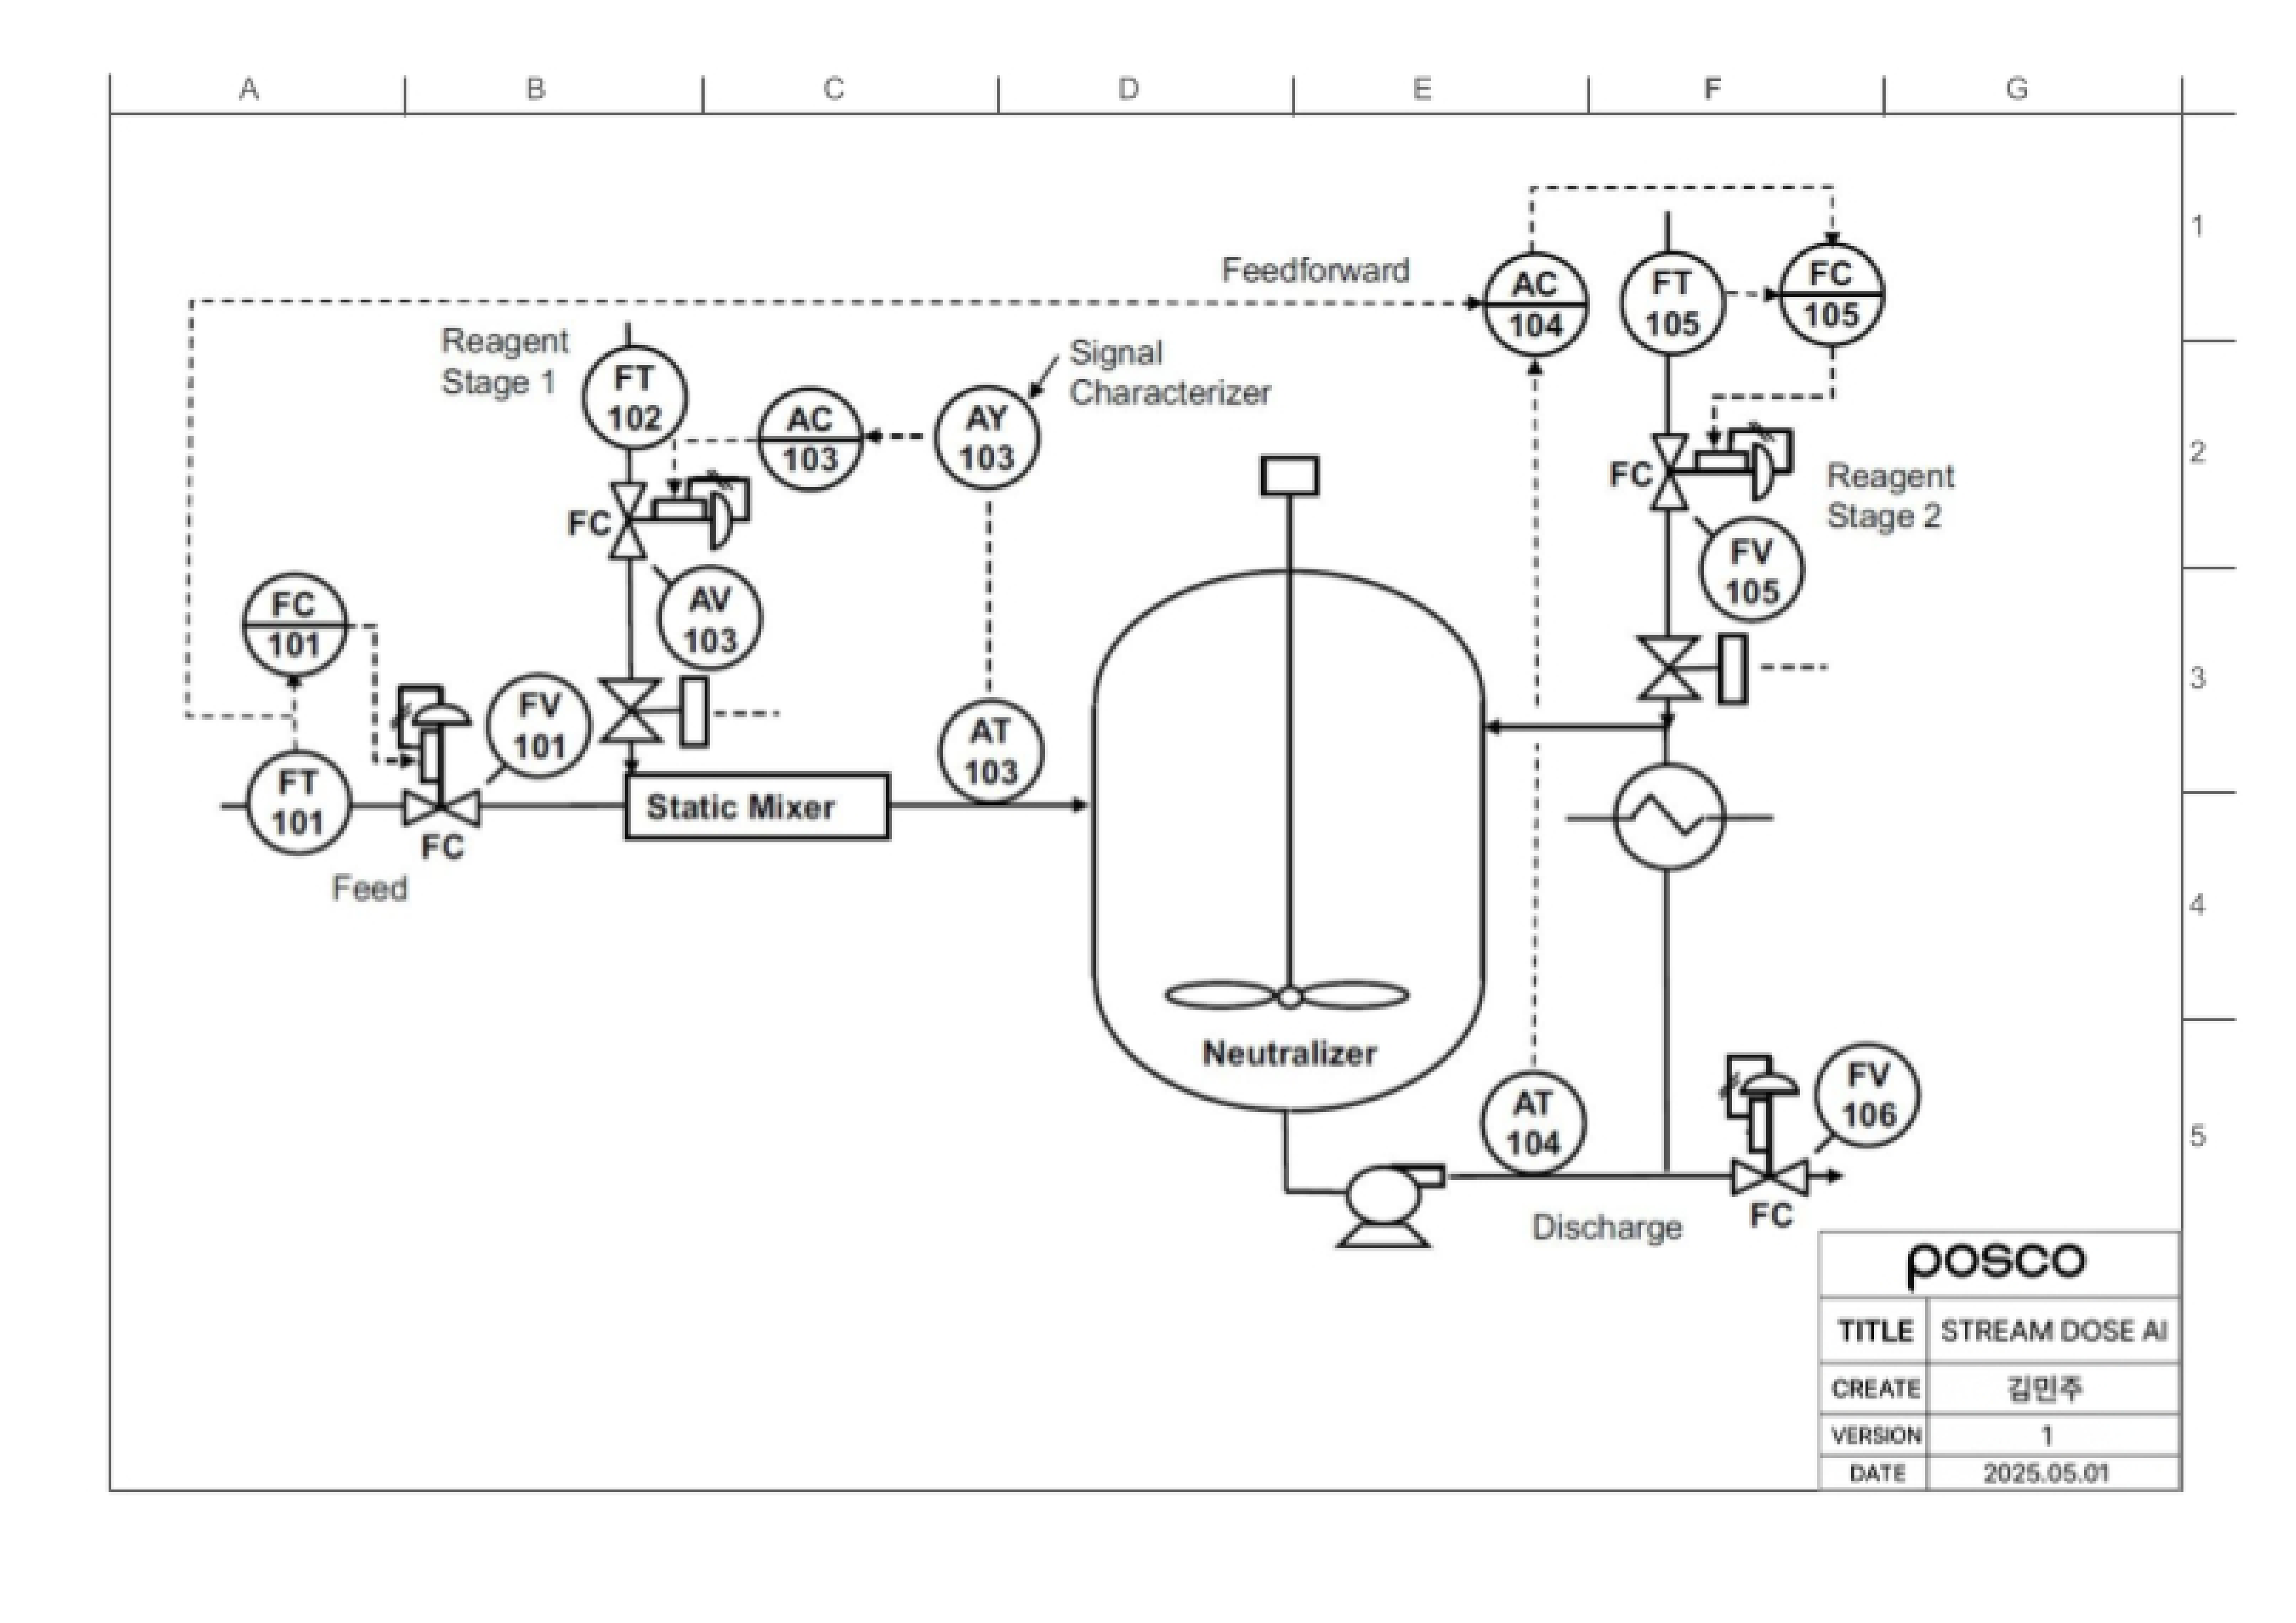 A B C D E F G
1
2
3
4
5
Feedforward
AC
104
FT
105
FC
105
Reagent
Stage 1
FT
102
AC
103
AY
103
Signal
Characterizer
FC
AV
103
FC
Reagent
Stage 2
FV
105
FC
101
FV
101
FT
101
FC
Feed
Static Mixer
AT
103
Neutralizer
AT
104
FV
106
FC
Discharge
posco
TITLE STREAM DOSE AI
CREATE 김민주
VERSION 1
DATE 2025.05.01